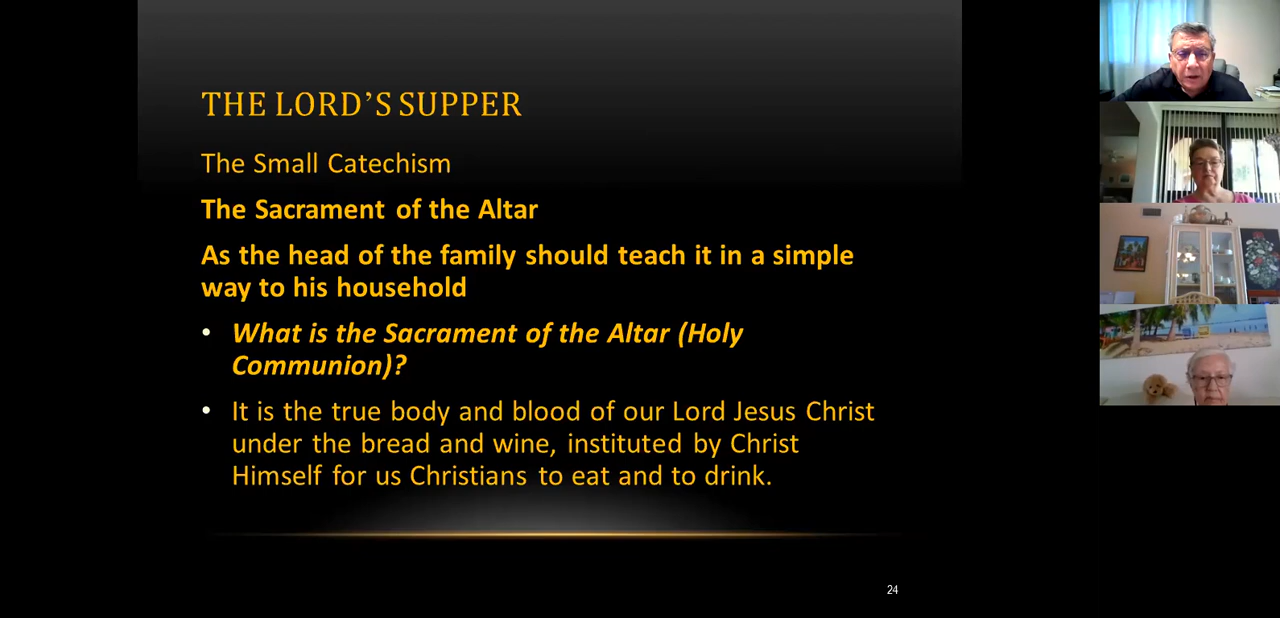 THE LORD’S SUPPER
The Small Catechism
The Sacrament of the Altar
As the head of the family should teach it in a simple
way to his household
• What is the Sacrament of the Altar (Holy
Communion)?
• It is the true body and blood of our Lord Jesus Christ
under the bread and wine, instituted by Christ
Himself for us Christians to eat and to drink.
24